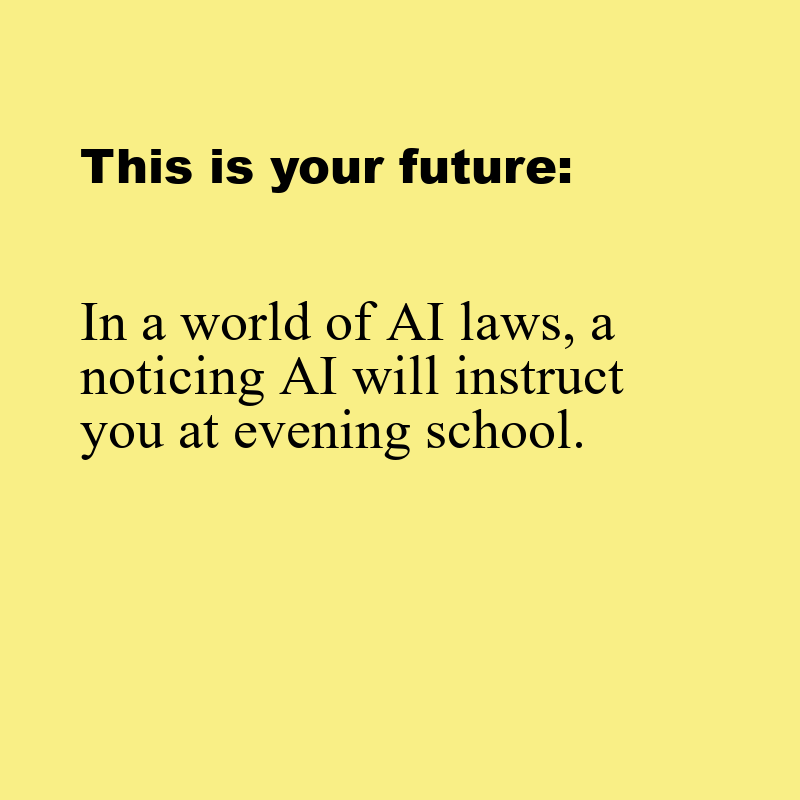 This is your future:
In a world of AI laws, a
noticing AI will instruct
you at evening school.